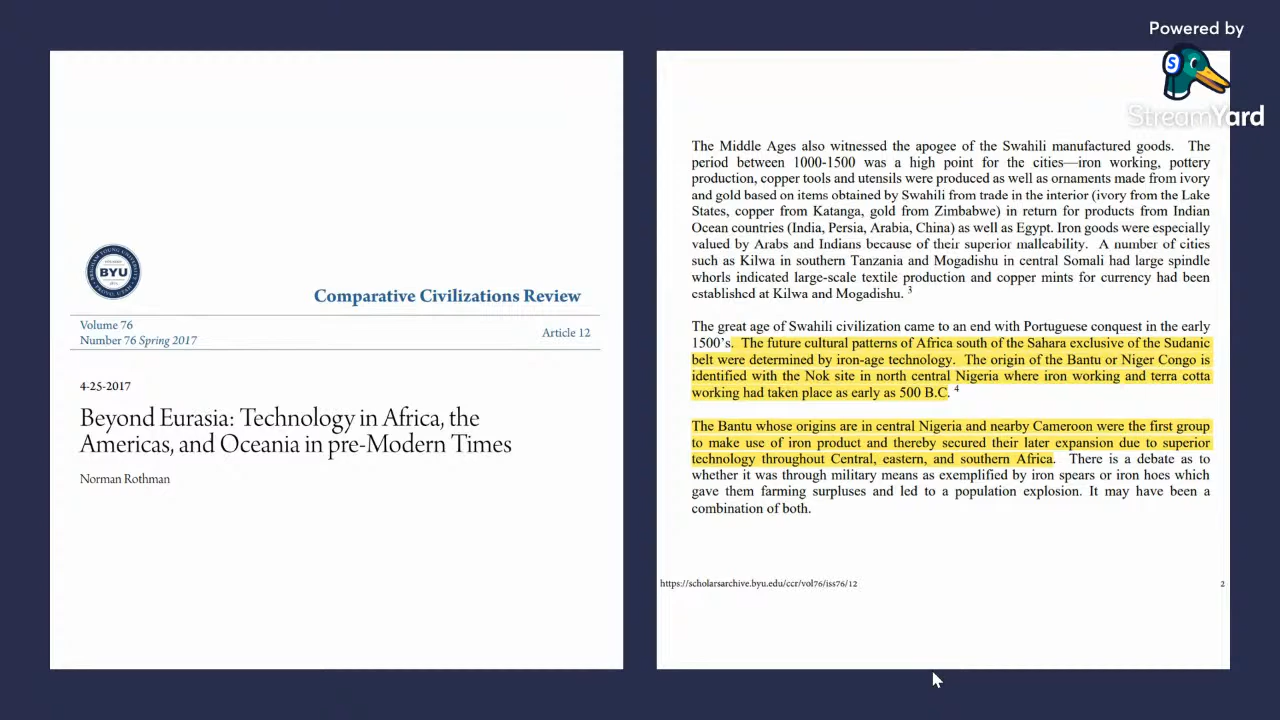 Powered by
StreamYard
BYU
Comparative Civilizations Review
Volume 76
Number 76 Spring 2017
Article 12
4-25-2017
Beyond Eurasia: Technology in Africa, the
Americas, and Oceania in pre-Modern Times
Norman Rothman
The Middle Ages also witnessed the apogee of the Swahili manufactured goods. The
period between 1000-1500 was a high point for the cities—iron working, pottery
production, copper tools and utensils were produced as well as ornaments made from ivory
and gold based on items obtained by Swahili from trade in the interior (ivory from the Lake
States, copper from Katanga, gold from Zimbabwe) in return for products from Indian
Ocean countries (India, Persia, Arabia, China) as well as Egypt. Iron goods were especially
valued by Arabs and Indians because of their superior malleability. A number of cities
such as Kilwa in southern Tanzania and Mogadishu in central Somali had large spindle
whorls indicated large-scale textile production and copper mints for currency had been
established at Kilwa and Mogadishu. 3
The great age of Swahili civilization came to an end with Portuguese conquest in the early
1500's. The future cultural patterns of Africa south of the Sahara exclusive of the Sudanic
belt were determined by iron-age technology. The origin of the Bantu or Niger Congo is
identified with the Nok site in north central Nigeria where iron working and terra cotta
working had taken place as early as 500 B.C. 4
The Bantu whose origins are in central Nigeria and nearby Cameroon were the first group
to make use of iron product and thereby secured their later expansion due to superior
technology throughout Central, eastern, and southern Africa. There is a debate as to
whether it was through military means as exemplified by iron spears or iron hoes which
gave them farming surpluses and led to a population explosion. It may have been a
combination of both.
https://scholarsarchive.byu.edu/ccr/vol76/iss76/12
2